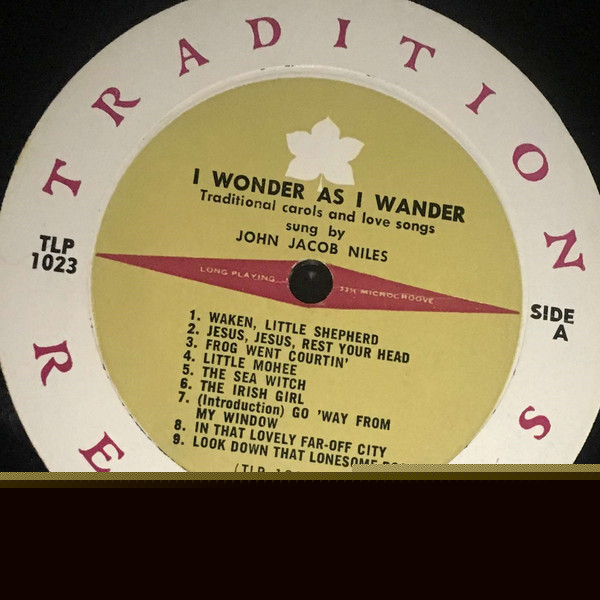 TRADITION
I WONDER AS I WANDER
Traditional carols and love songs
sung by
JOHN JACOB NILES
TLP
1023
LONG PLAYING
33⅓ MICROGROOVE
SIDE
A
1. WAKEN, LITTLE SHEPHERD
2. JESUS, JESUS, REST YOUR HEAD
3. FROG WENT COURTIN'
4. LITTLE MOHEE
5. THE SEA WITCH
6. THE IRISH GIRL
7. (Introduction) GO 'WAY FROM
MY WINDOW
8. IN THAT LOVELY FAR-OFF CITY
9. LOOK DOWN THAT LONESOME
(TLP
R E
S